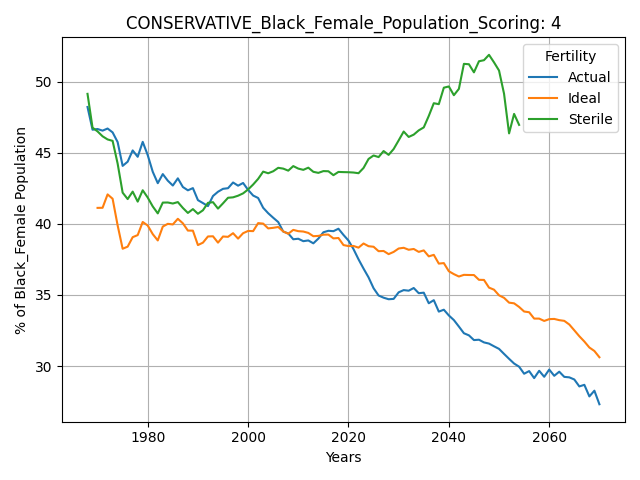 CONSERVATIVE_Black_Female_Population_Scoring: 4
% of Black_Female Population
50
45
40
35
30
Fertility
Actual
Ideal
Sterile
1980
2000
2020
2040
2060
Years